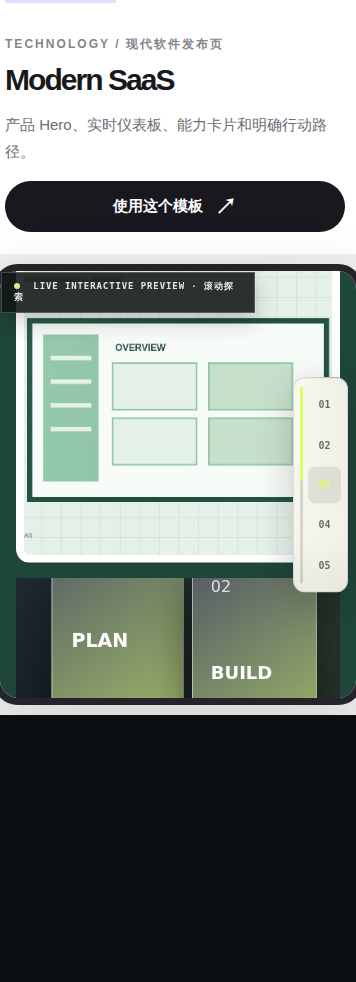 TECHNOLOGY / 现代软件发布页
Modern SaaS
产品 Hero、实时仪表板、能力卡片和明确行动路
径。
使用这个模板 ↗
LIVE INTERACTIVE PREVIEW · 滚动探
索
OVERVIEW
01
02
03
04
05
AS
02
PLAN
BUILD